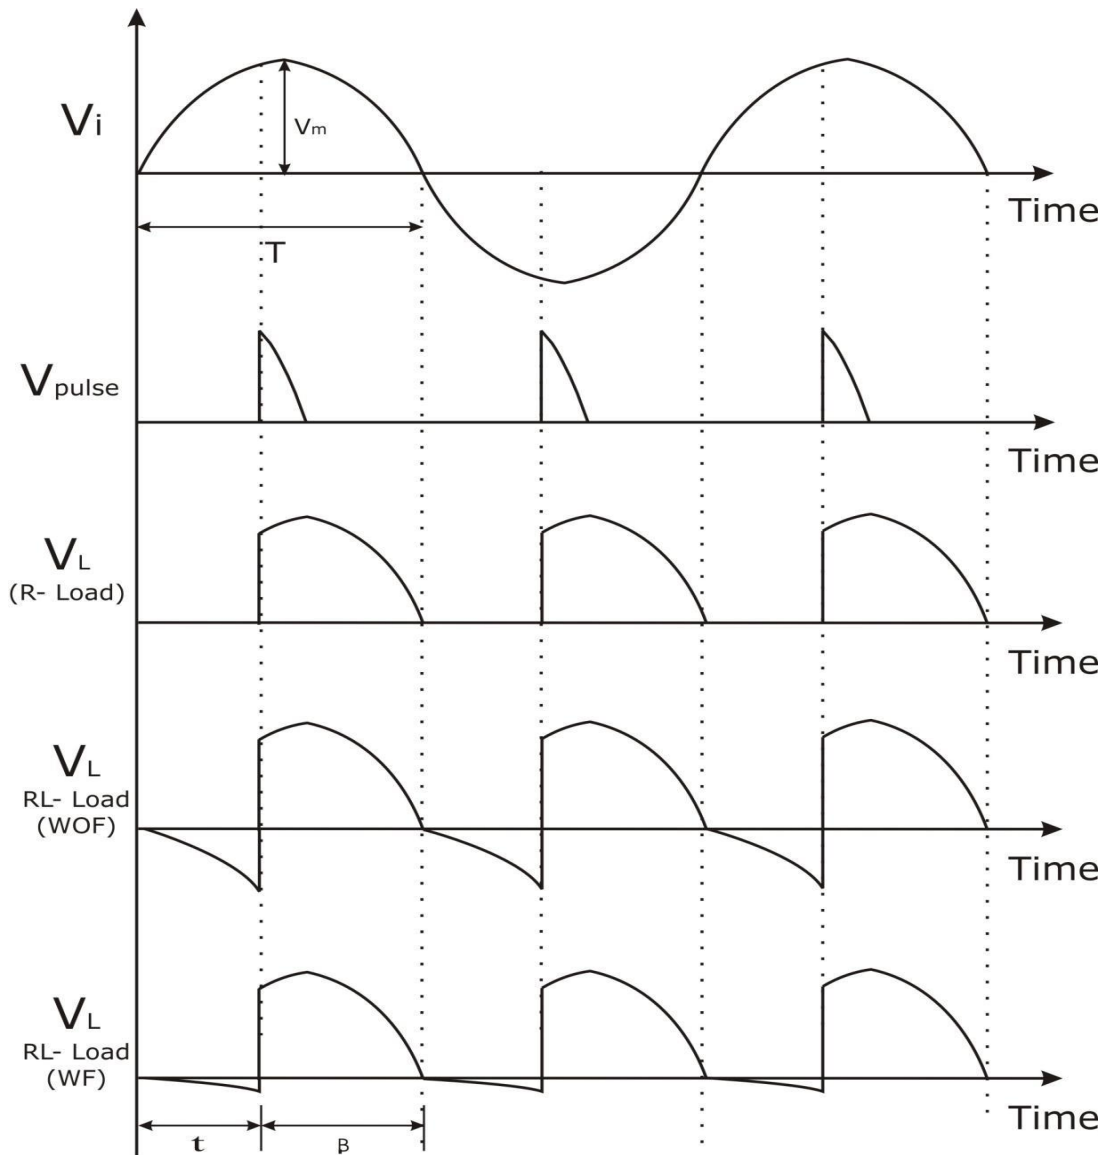 Vi
Vm
Time
T
Vpulse
Time
VL
(R- Load)
Time
VL
RL- Load
(WOF)
Time
VL
RL- Load
(WF)
Time
t
β